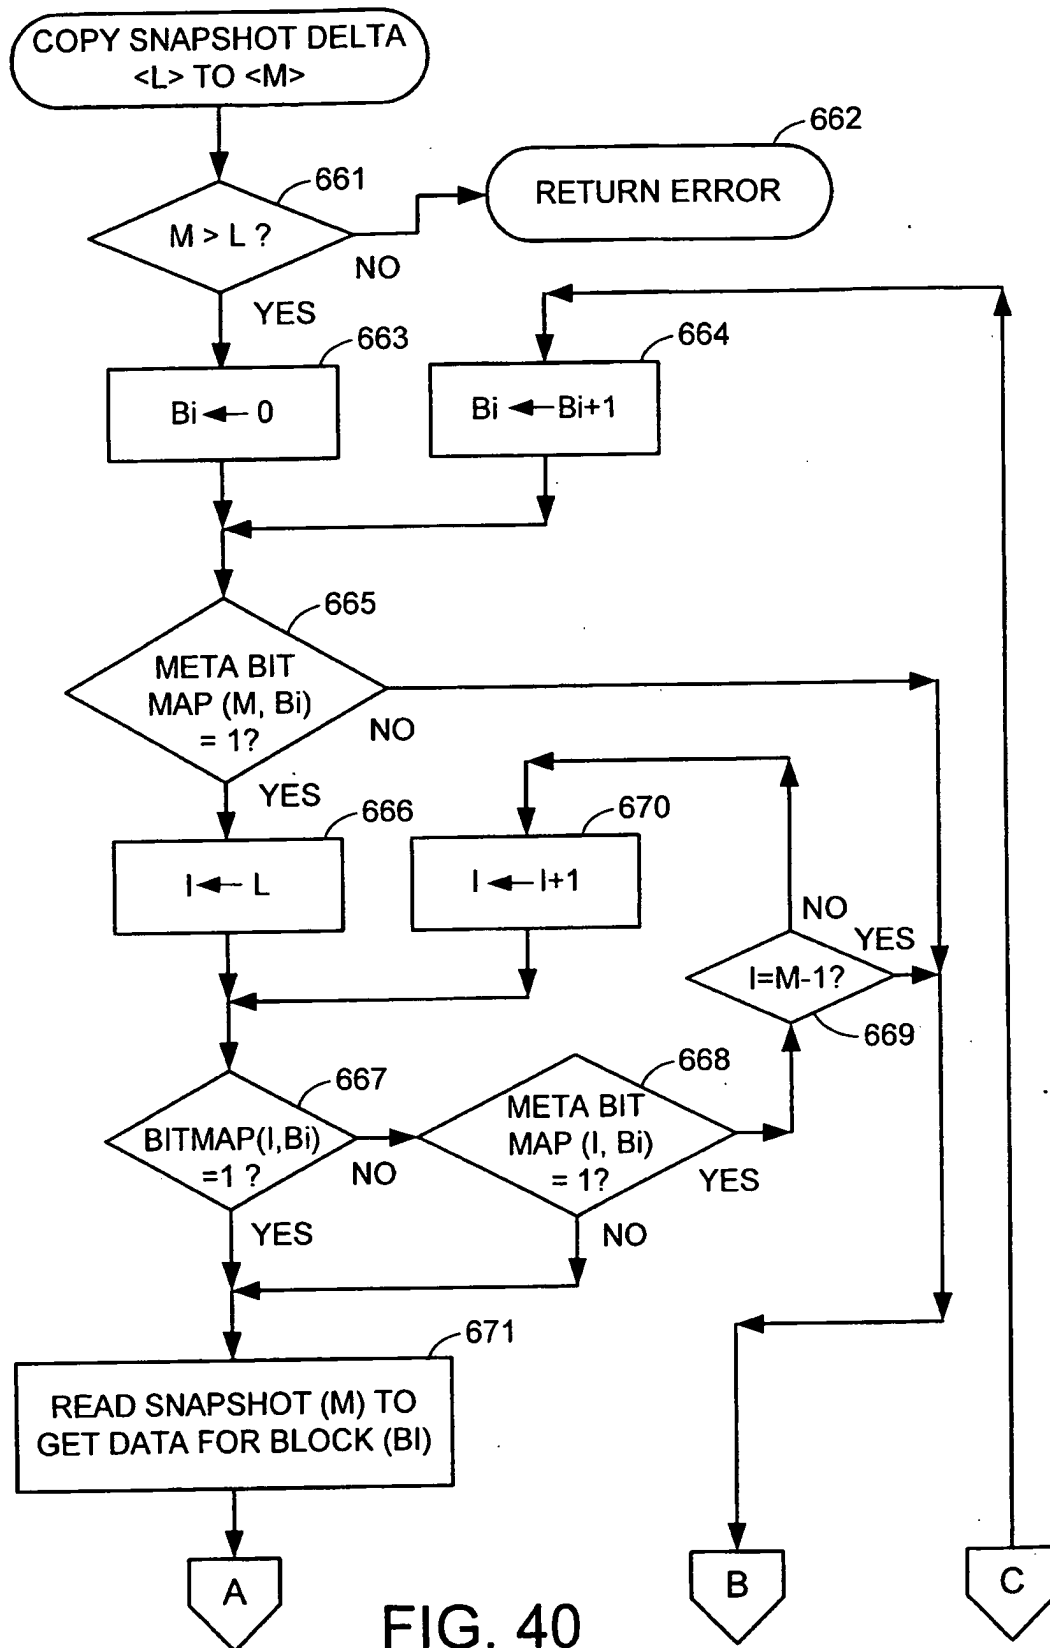 COPY SNAPSHOT DELTA
<L> TO <M>
662
RETURN ERROR
661
M > L ?
NO
YES
663
Bi ← 0
664
Bi ← Bi+1
665
META BIT
MAP (M, Bi)
= 1?
NO
YES
666
I ← L
670
I ← I+1
NO
YES
I=M-1?
669
667
BITMAP(I,Bi)
=1 ?
NO
YES
668
META BIT
MAP (I, Bi)
= 1?
YES
NO
671
READ SNAPSHOT (M) TO
GET DATA FOR BLOCK (BI)
A
B
C
FIG. 40